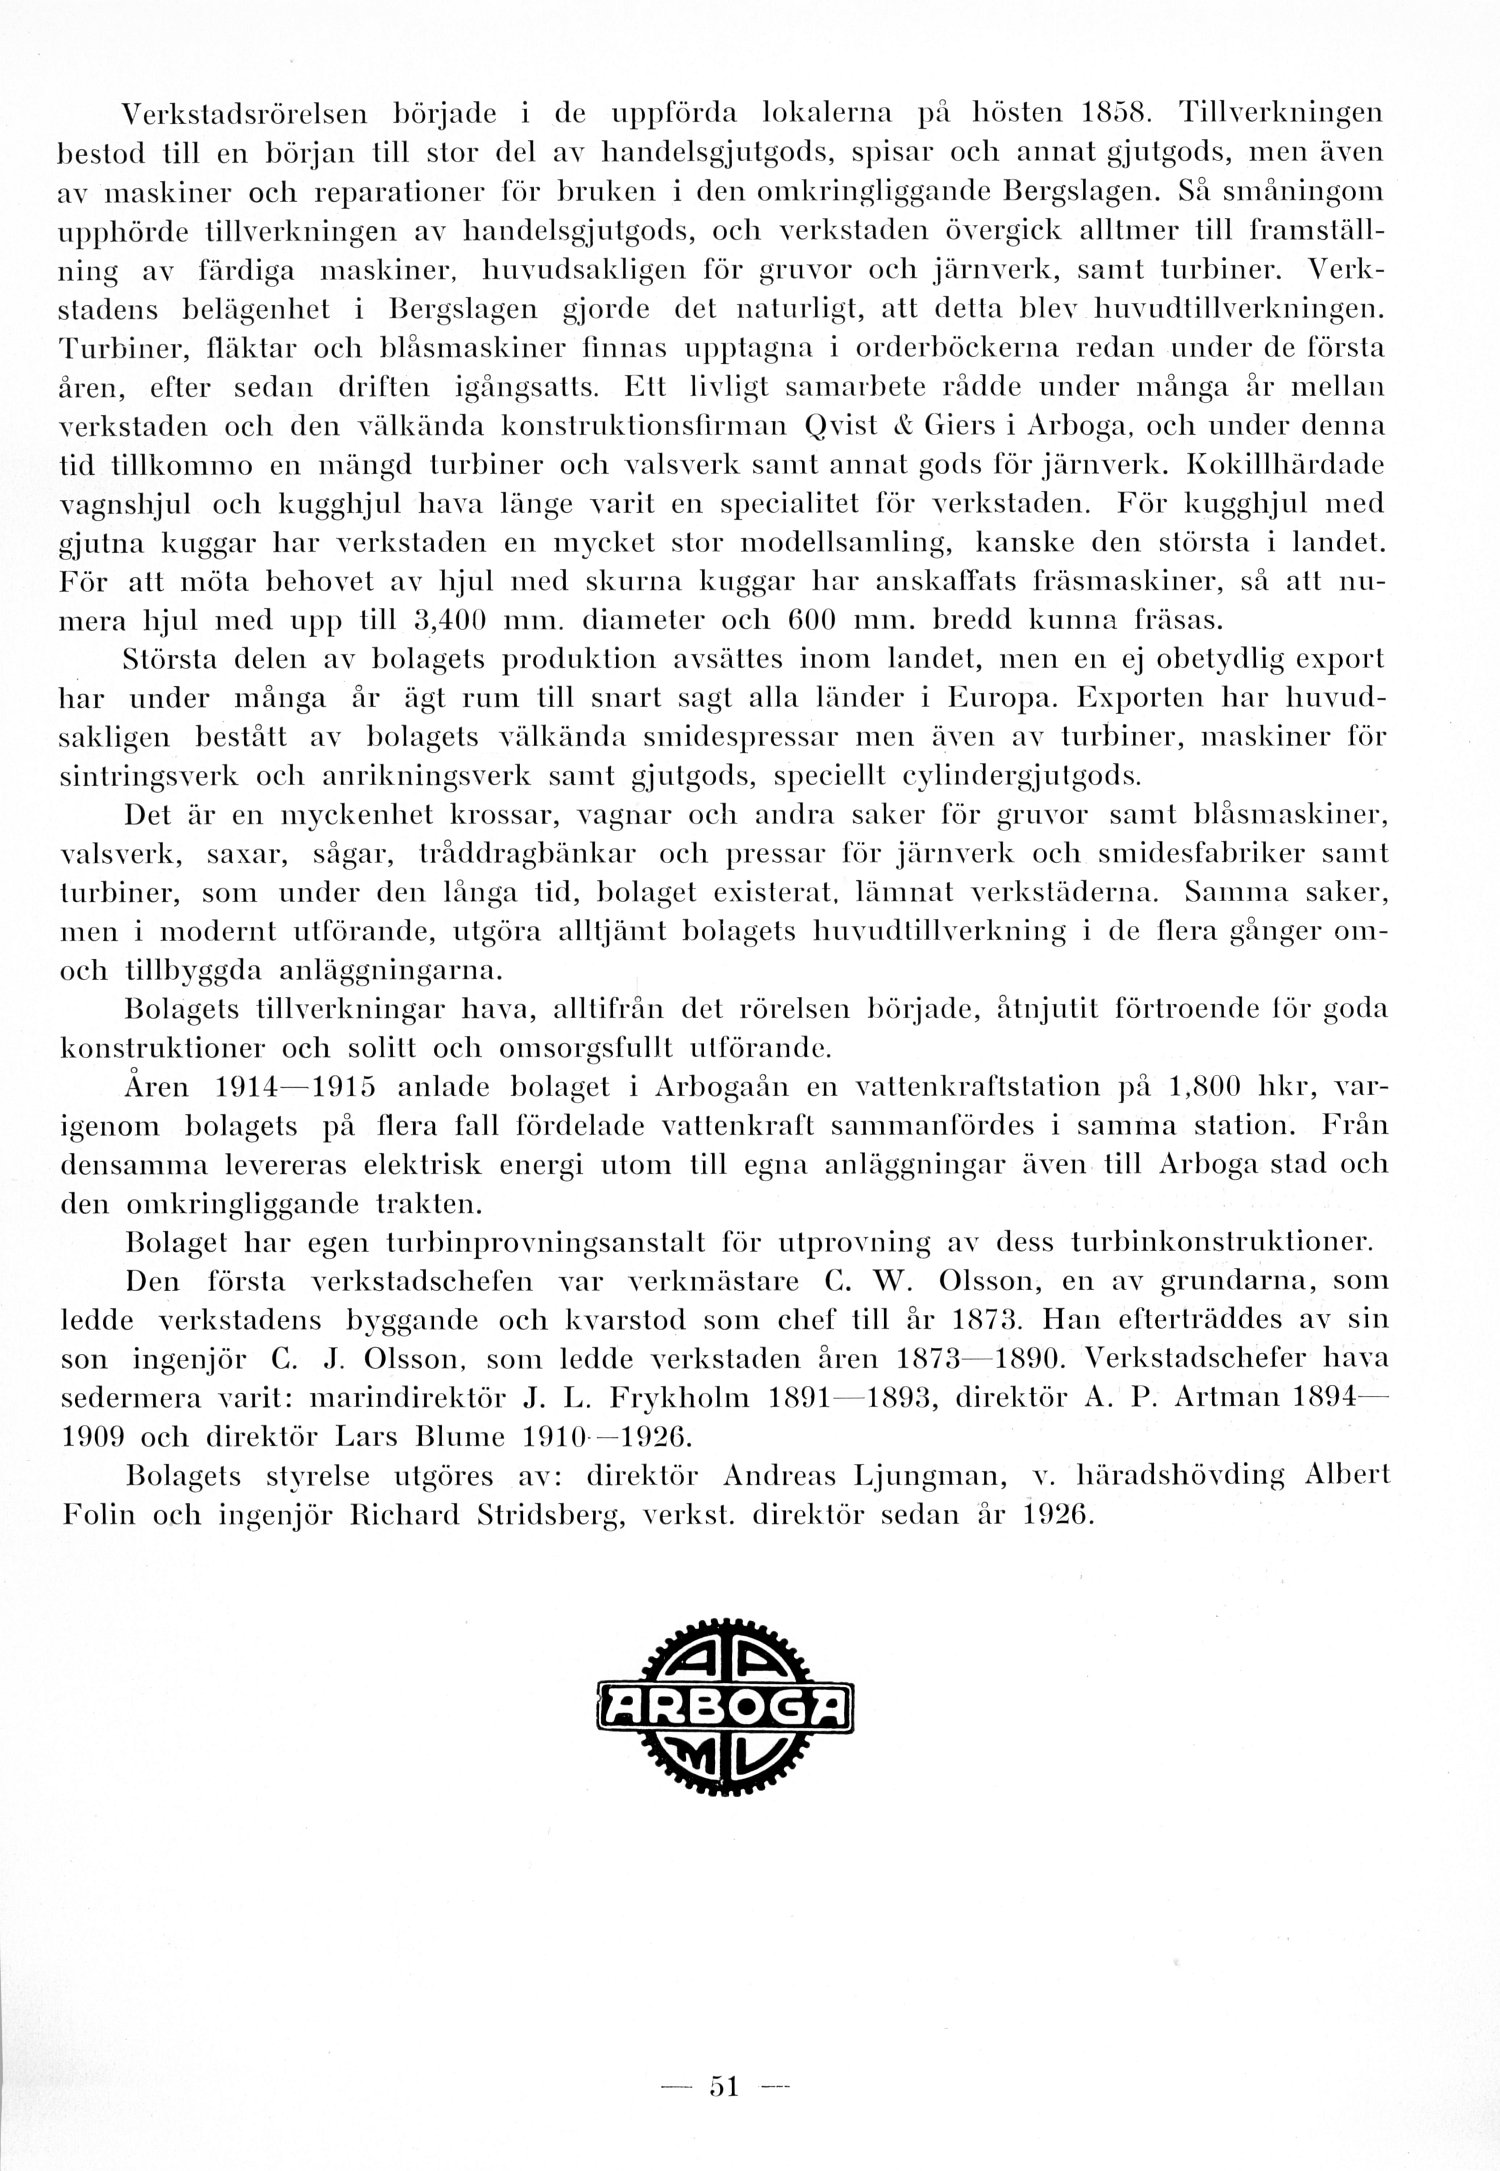 Verkstadsrörelsen började i de uppförda lokalerna på hösten 1858. Tillverkningen
bestod till en början till stor del av handelsgjutgods, spisar och annat gjutgods, men även
av maskiner och reparationer för bruken i den omkringliggande Bergslagen. Så småningom
upphörde tillverkningen av handelsgjutgods, och verkstaden övergick alltmer till framställ-
ning av färdiga maskiner, huvudsakligen för gruvor och järnverk, samt turbiner. Verk-
stadens belägenhet i Bergslagen gjorde det naturligt, att detta blev huvudtillverkningen.
Turbiner, fläktar och blåsmaskiner finnas upptagna i orderböckerna redan under de första
åren, efter sedan driften igångsatts. Ett livligt samarbete rådde under många år mellan
verkstaden och den välkända konstruktionsfirman Qvist & Giers i Arboga, och under denna
tid tillkommo en mängd turbiner och valsverk samt annat gods för järnverk. Kokillhärdade
vagnshjul och kugghjul hava länge varit en specialitet för verkstaden. För kugghjul med
gjutna kuggar har verkstaden en mycket stor modellsamling, kanske den största i landet.
För att möta behovet av hjul med skurna kuggar har anskaffats fräsmaskiner, så att nu-
mera hjul med upp till 3,400 mm. diameter och 600 mm. bredd kunna fräsas.
Största delen av bolagets produktion avsättes inom landet, men en ej obetydlig export
har under många år ägt rum till snart sagt alla länder i Europa. Exporten har huvud-
sakligen bestått av bolagets välkända smidespressar men även av turbiner, maskiner för
sintringsverk och anrikningsverk samt gjutgods, speciellt cylindergjutgods.
Det är en myckenhet krossar, vagnar och andra saker för gruvor samt blåsmaskiner,
valsverk, saxar, sågar, tråddragbänkar och pressar för järnverk och smidesfabriker samt
turbiner, som under den långa tid, bolaget existerat, lämnat verkstäderna. Samma saker,
men i modernt utförande, utgöra alltjämt bolagets huvudtillverkning i de flera gånger om-
och tillbyggda anläggningarna.
Bolagets tillverkningar hava, alltifrån det rörelsen började, åtnjutit förtroende för goda
konstruktioner och solitt och omsorgsfullt utförande.
Åren 1914—1915 anlade bolaget i Arbogaån en vattenkraftstation på 1,800 hkr, var-
igenom bolagets på flera fall fördelade vattenkraft sammanfördes i samma station. Från
densamma levereras elektrisk energi utom till egna anläggningar även till Arboga stad och
den omkringliggande trakten.
Bolaget har egen turbinprovningsanstalt för utprovning av dess turbinkonstruktioner.
Den första verkstadschefen var verkmästare C. W. Olsson, en av grundarna, som
ledde verkstadens byggande och kvarstod som chef till år 1873. Han efterträddes av sin
son ingenjör C. J. Olsson, som ledde verkstaden åren 1873—1890. Verkstadschefer hava
sedermera varit: marindirektör J. L. Frykholm 1891—1893, direktör A. P. Artman 1894—
1909 och direktör Lars Blume 1910—1926.
Bolagets styrelse utgöres av: direktör Andreas Ljungman, v. häradshövding Albert
Folin och ingenjör Richard Stridsberg, verkst. direktör sedan år 1926.
A A
ARBOGA
M V
— 51 —